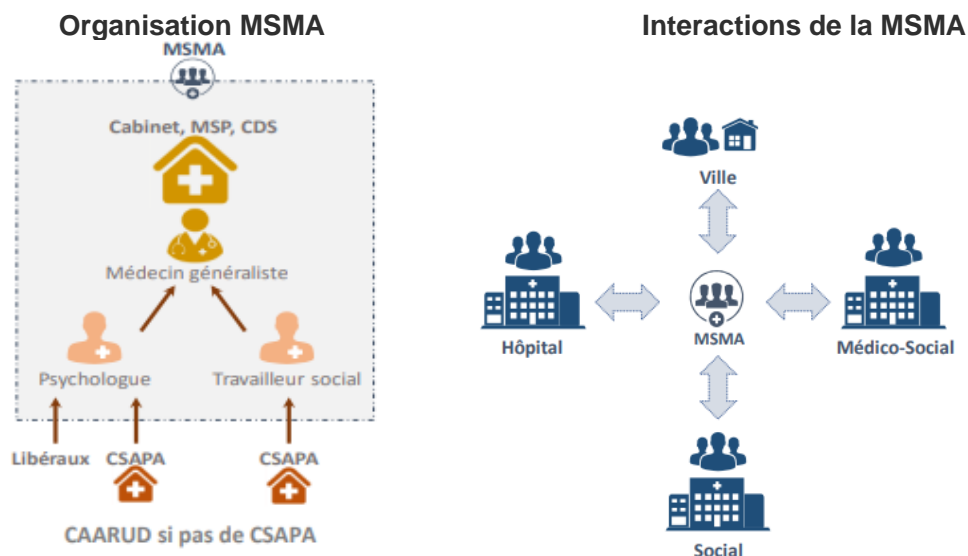 Organisation MSMA
MSMA
Cabinet, MSP, CDS
Médecin généraliste
Psychologue
Travailleur social
Libéraux
CSAPA
CSAPA
CAARUD si pas de CSAPA
Interactions de la MSMA
Ville
Hôpital
MSMA
Médico-Social
Social